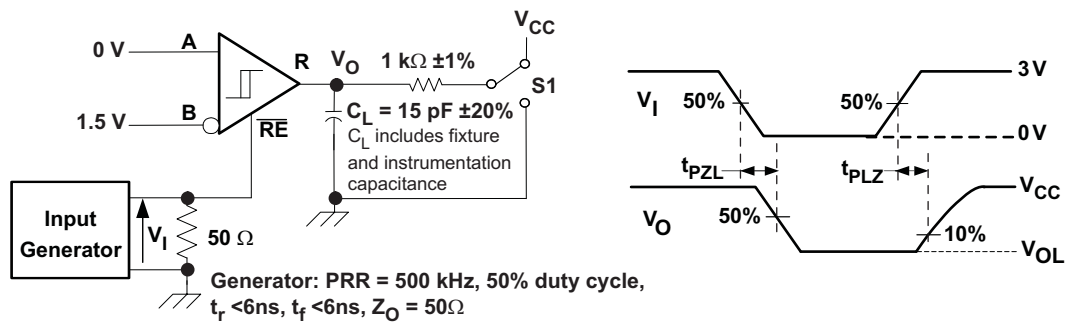 0 V
A
R
V_O
1 kΩ ±1%
V_CC
S1
1.5 V
B
R̅E̅
C_L = 15 pF ±20%
C_L includes fixture
and instrumentation
capacitance
Input
Generator
V_I
50 Ω
Generator: PRR = 500 kHz, 50% duty cycle,
t_r <6ns, t_f <6ns, Z_O = 50Ω
3 V
V_I
50%
50%
0 V
t_PZL
t_PLZ
V_CC
V_O
50%
10%
V_OL